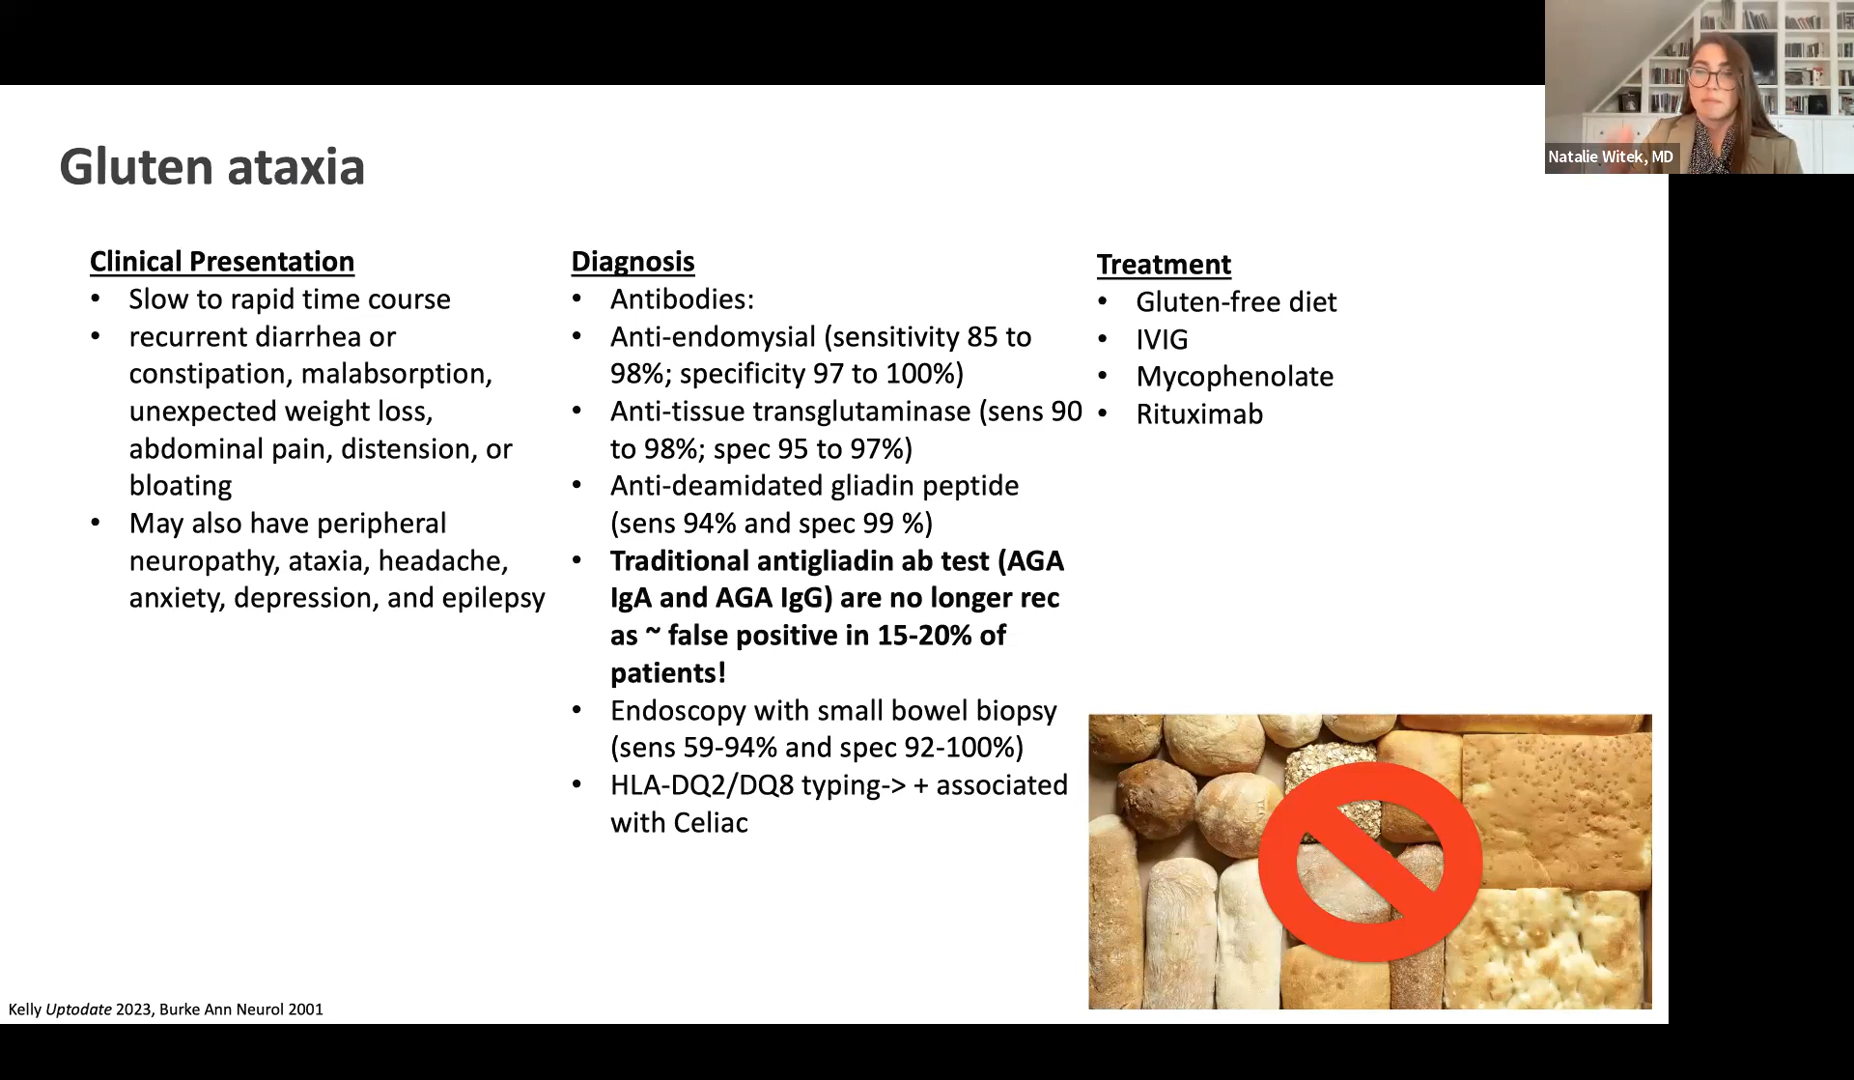 Natalie Witek, MD
Gluten ataxia
Clinical Presentation
• Slow to rapid time course
• recurrent diarrhea or
constipation, malabsorption,
unexpected weight loss,
abdominal pain, distension, or
bloating
• May also have peripheral
neuropathy, ataxia, headache,
anxiety, depression, and epilepsy
Diagnosis
• Antibodies:
• Anti-endomysial (sensitivity 85 to
98%; specificity 97 to 100%)
• Anti-tissue transglutaminase (sens 90
to 98%; spec 95 to 97%)
• Anti-deamidated gliadin peptide
(sens 94% and spec 99 %)
• Traditional antigliadin ab test (AGA
IgA and AGA IgG) are no longer rec
as ~ false positive in 15-20% of
patients!
• Endoscopy with small bowel biopsy
(sens 59-94% and spec 92-100%)
• HLA-DQ2/DQ8 typing-> + associated
with Celiac
Treatment
• Gluten-free diet
• IVIG
• Mycophenolate
• Rituximab
Kelly Uptodate 2023, Burke Ann Neurol 2001